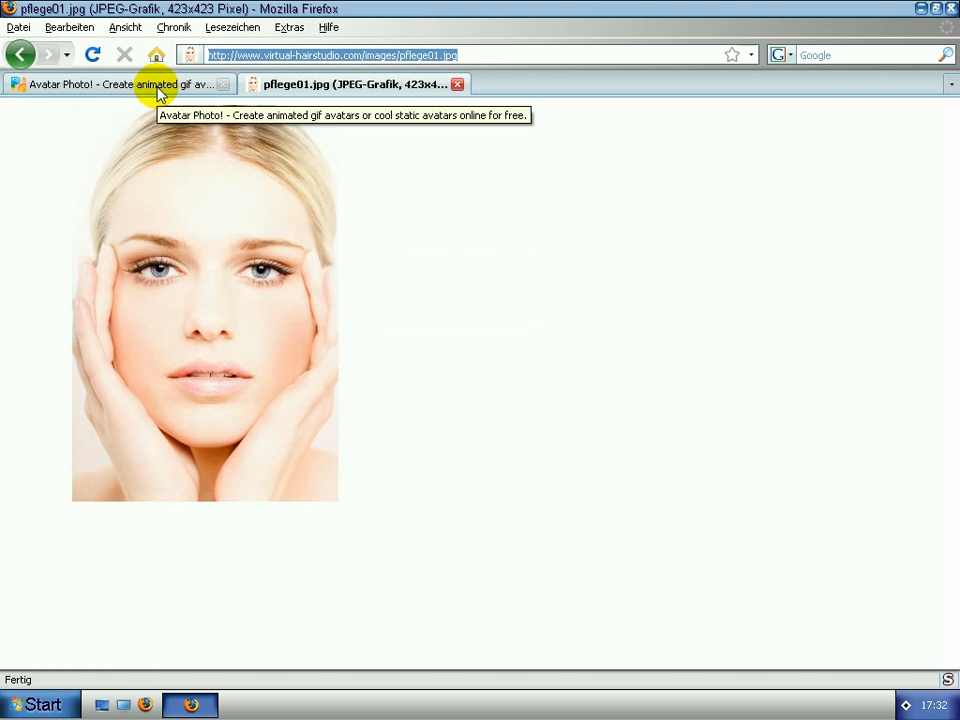 pflege01.jpg (JPEG-Grafik, 423x423 Pixel) - Mozilla Firefox
Datei Bearbeiten Ansicht Chronik Lesezeichen Extras Hilfe
http://www.virtual-hairstudio.com/images/pflege01.jpg
G Google
Avatar Photo! - Create animated gif av...
pflege01.jpg (JPEG-Grafik, 423x4...
Avatar Photo! - Create animated gif avatars or cool static avatars online for free.
Fertig
Start
17:32